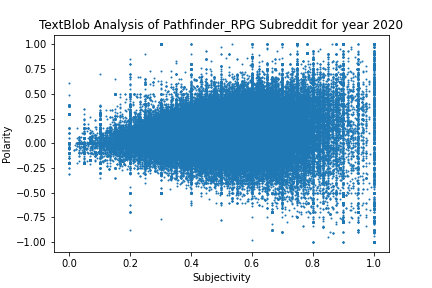 TextBlob Analysis of Pathfinder_RPG Subreddit for year 2020
1.00
0.75
0.50
0.25
0.00
−0.25
−0.50
−0.75
−1.00
Polarity
0.0 0.2 0.4 0.6 0.8 1.0
Subjectivity